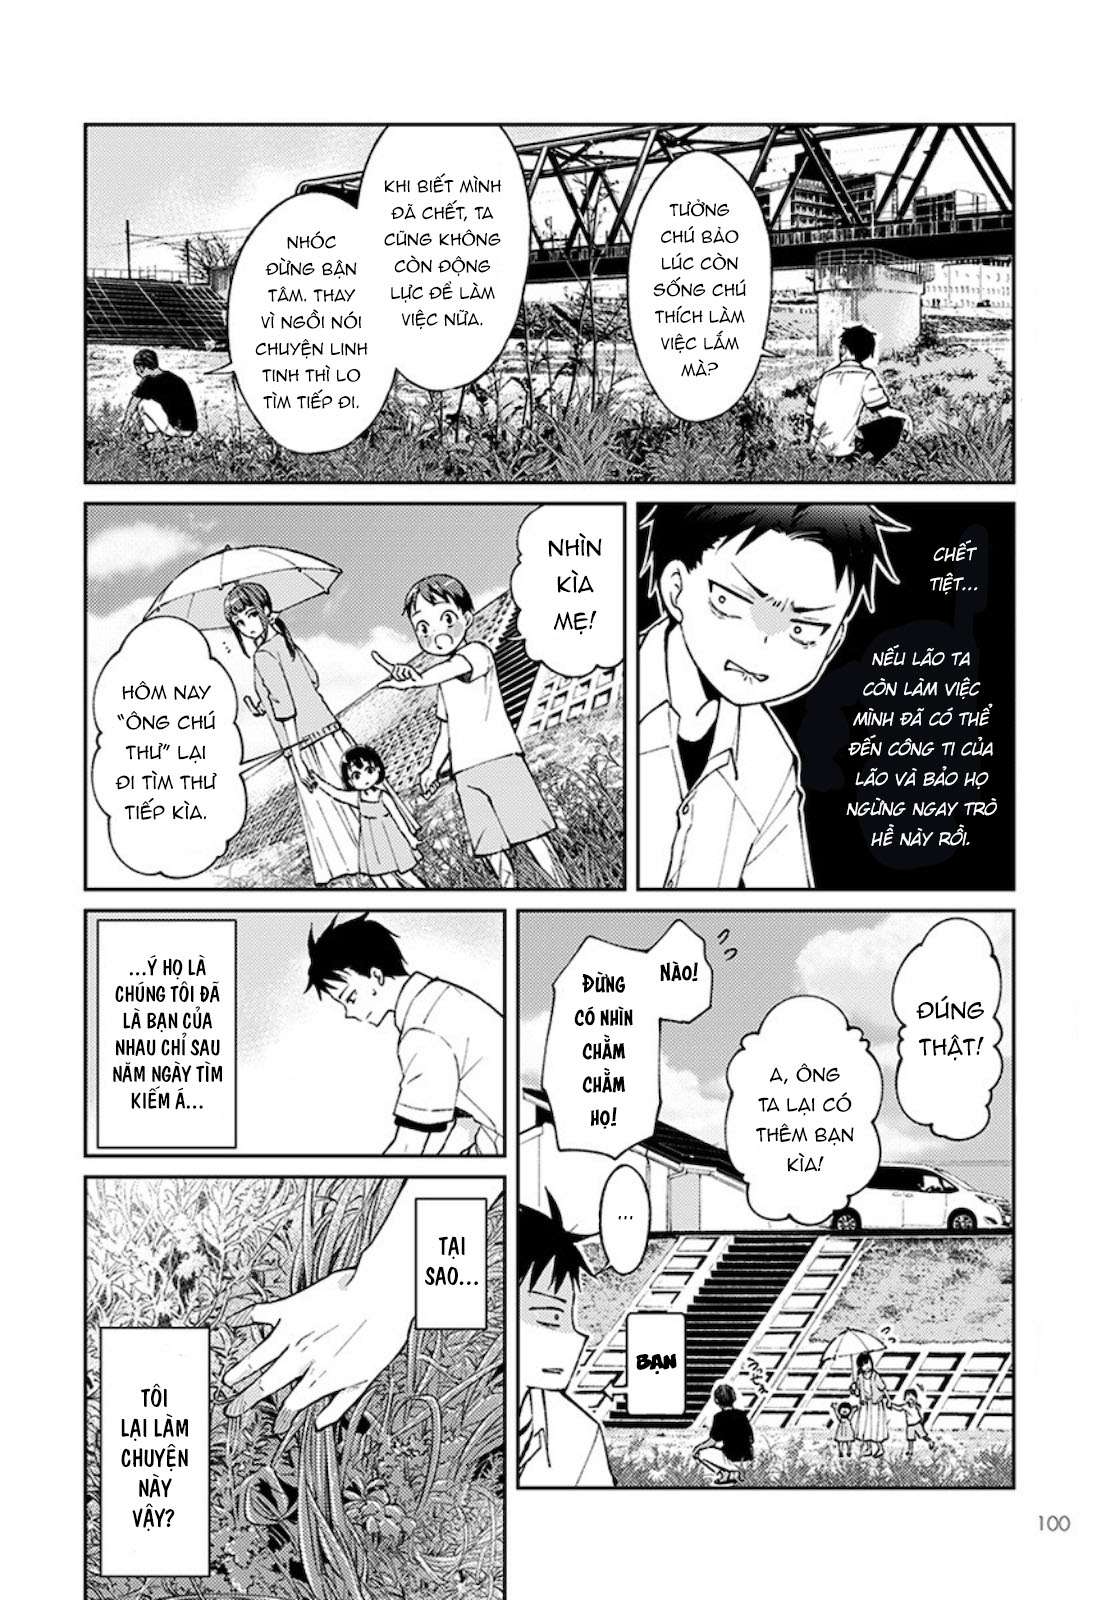 TƯỞNG
CHÚ BẢO
LÚC CÒN
SỐNG CHÚ
THÍCH LÀM
VIỆC LẮM
MÀ?
KHI BIẾT MÌNH
ĐÃ CHẾT, TA
CŨNG KHÔNG
CÒN ĐỘNG
LỰC ĐỂ LÀM
VIỆC NỮA.
NHÓC
ĐỪNG BẬN
TÂM. THAY
VÌ NGỒI NÓI
CHUYỆN LINH
TINH THÌ LO
TÌM TIẾP ĐI.
CHẾT
TIỆT...
NẾU LÃO TA
CÒN LÀM VIỆC
MÌNH ĐÃ CÓ THỂ
ĐẾN CÔNG TI CỦA
LÃO VÀ BẢO HỌ
NGỪNG NGAY TRÒ
HỀ NÀY RỒI.
NHÌN
KÌA
MẸ!
HÔM NAY
"ÔNG CHÚ
THƯ" LẠI
ĐI TÌM THƯ
TIẾP KÌA.
ĐÚNG
THẬT!
A, ÔNG
TA LẠI CÓ
THÊM BẠN
KÌA!
NÀO!
ĐỪNG
CÓ NHÌN
CHẰM
CHẰM
HỌ!
...
BẠN
...Ý HỌ LÀ
CHÚNG TÔI ĐÃ
LÀ BẠN CỦA
NHAU CHỈ SAU
NĂM NGÀY TÌM
KIẾM Á...
TẠI
SAO...
TÔI
LẠI LÀM
CHUYỆN
NÀY
VẬY?
100